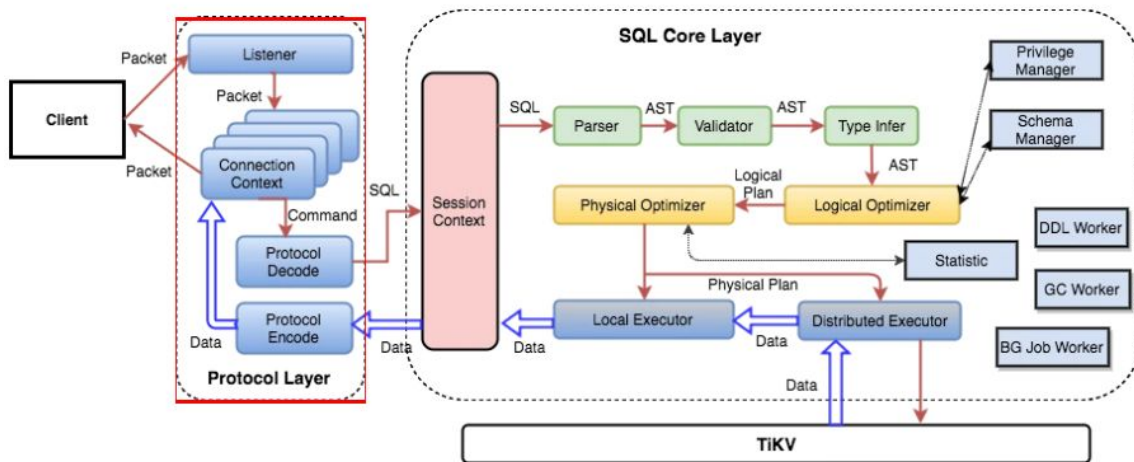 SQL Core Layer
Privilege
Manager
Packet
Listener
Packet
Client
SQL
Parser
AST
Validator
AST
Type Infer
Schema
Manager
Packet
Connection
Context
SQL
Session
Context
AST
Logical
Plan
Physical Optimizer
Logical Optimizer
Command
DDL Worker
Protocol
Decode
Statistic
Physical Plan
GC Worker
Protocol
Encode
Local Executor
Distributed Executor
Data
Data
Data
Data
BG Job Worker
Protocol Layer
Data
TiKV